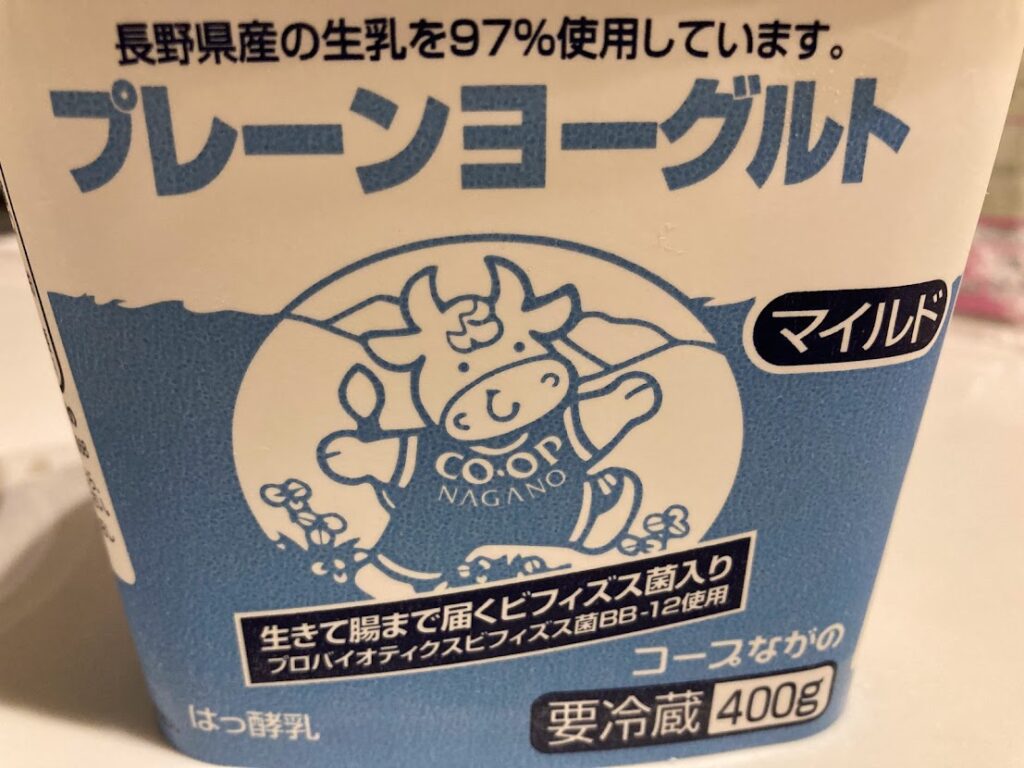 長野県産の生乳を97%使用しています。
プレーンヨーグルト
マイルド
CO・OP
NAGANO
生きて腸まで届くビフィズス菌入り
プロバイオティクスビフィズス菌BB-12使用
コープながの
はっ酵乳
要冷蔵 400g